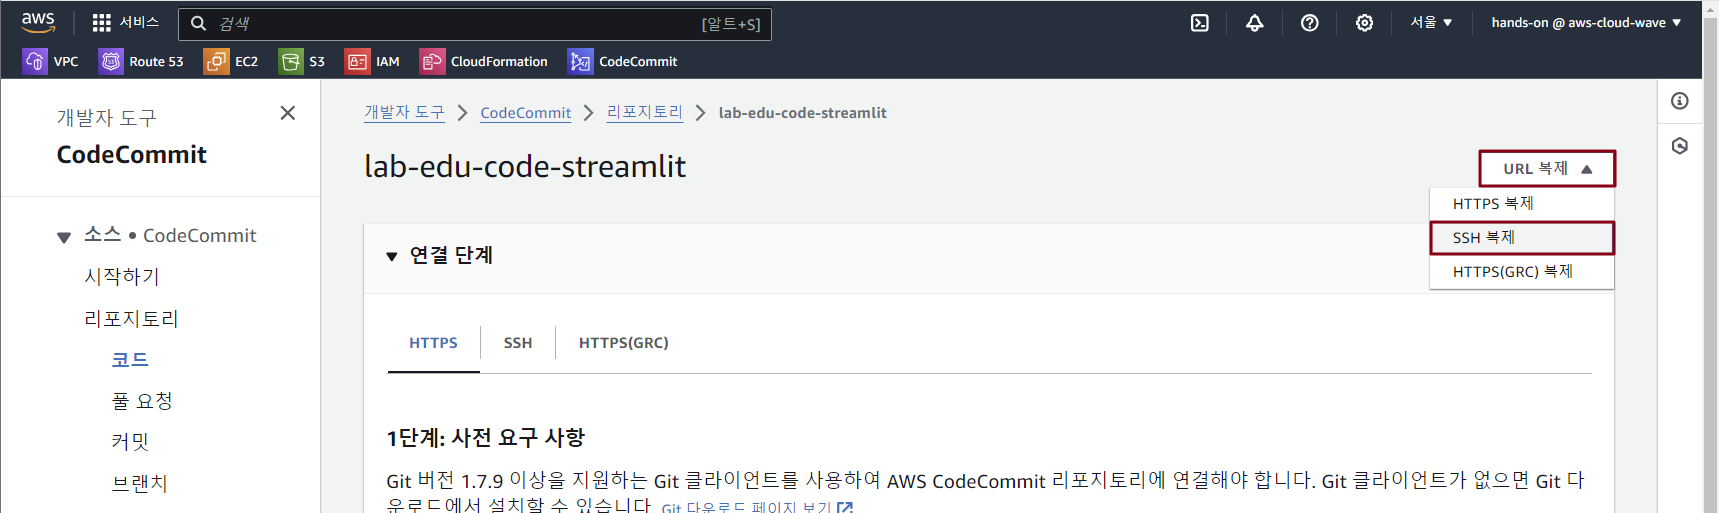 aws 서비스 검색 [알트+S] 서울 ▼ hands-on @ aws-cloud-wave ▼
VPC Route 53 EC2 S3 IAM CloudFormation CodeCommit
개발자 도구
CodeCommit
▼ 소스 • CodeCommit
시작하기
리포지토리
코드
풀 요청
커밋
브랜치
개발자 도구 > CodeCommit > 리포지토리 > lab-edu-code-streamlit
lab-edu-code-streamlit
URL 복제 ▲
HTTPS 복제
SSH 복제
HTTPS(GRC) 복제
▼ 연결 단계
HTTPS SSH HTTPS(GRC)
1단계: 사전 요구 사항
Git 버전 1.7.9 이상을 지원하는 Git 클라이언트를 사용하여 AWS CodeCommit 리포지토리에 연결해야 합니다. Git 클라이언트가 없으면 Git 다
운로드에서 설치할 수 있습니다. Git 다운로드 페이지 보기